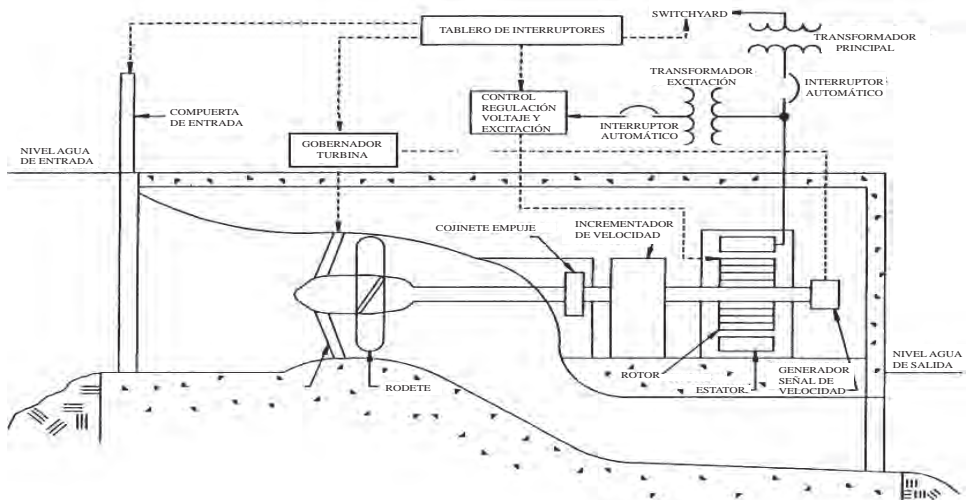 SWITCHYARD
TRANSFORMADOR
PRINCIPAL
TABLERO DE INTERRUPTORES
TRANSFORMADOR
EXCITACIÓN
INTERRUPTOR
AUTOMÁTICO
CONTROL
REGULACIÓN
VOLTAJE Y
EXCITACIÓN
INTERRUPTOR
AUTOMÁTICO
COMPUERTA
DE ENTRADA
GOBERNADOR
TURBINA
NIVEL AGUA
DE ENTRADA
COJINETE EMPUJE
INCREMENTADOR
DE VELOCIDAD
RODETE
ROTOR
ESTATOR
GENERADOR
SEÑAL DE
VELOCIDAD
NIVEL AGUA
DE SALIDA